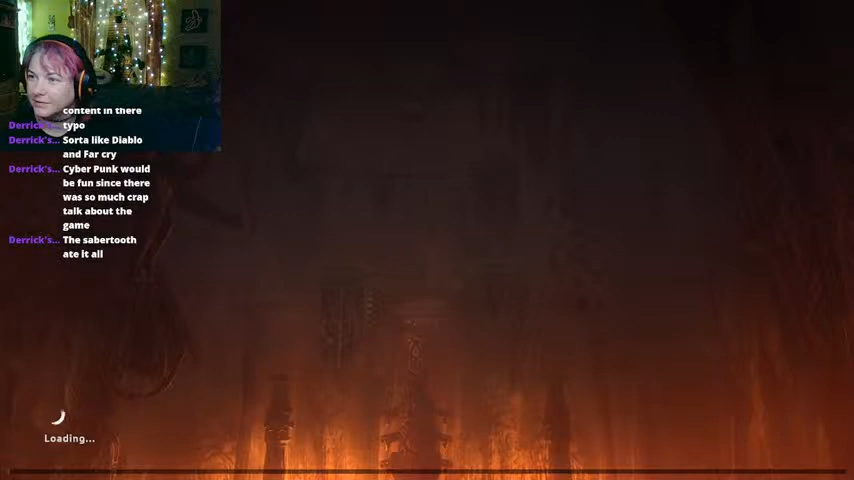 content in there
Derrick's... typo
Derrick's... Sorta like Diablo
and Far cry
Derrick's... Cyber Punk would
be fun since there
was so much crap
talk about the
game
Derrick's... The sabertooth
ate it all
Loading...